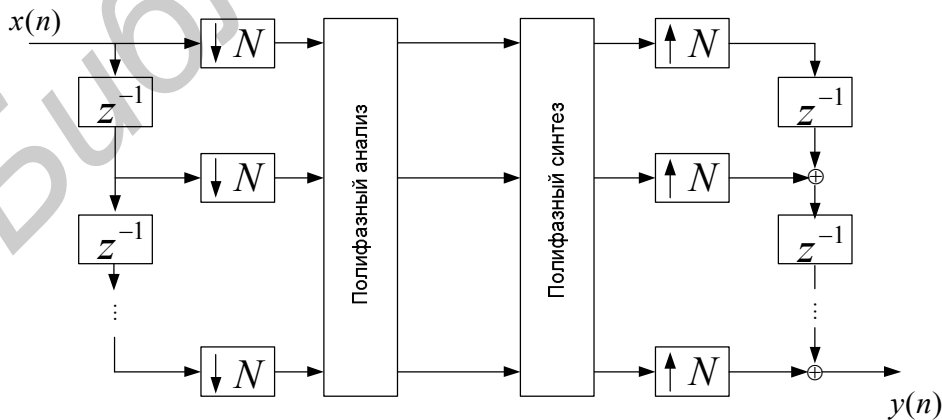 x(n)
↓ N
↑ N
z⁻¹
z⁻¹
↓ N
↑ N
z⁻¹
z⁻¹
...
...
↓ N
↑ N
y(n)
Полифазный анализ
Полифазный синтез